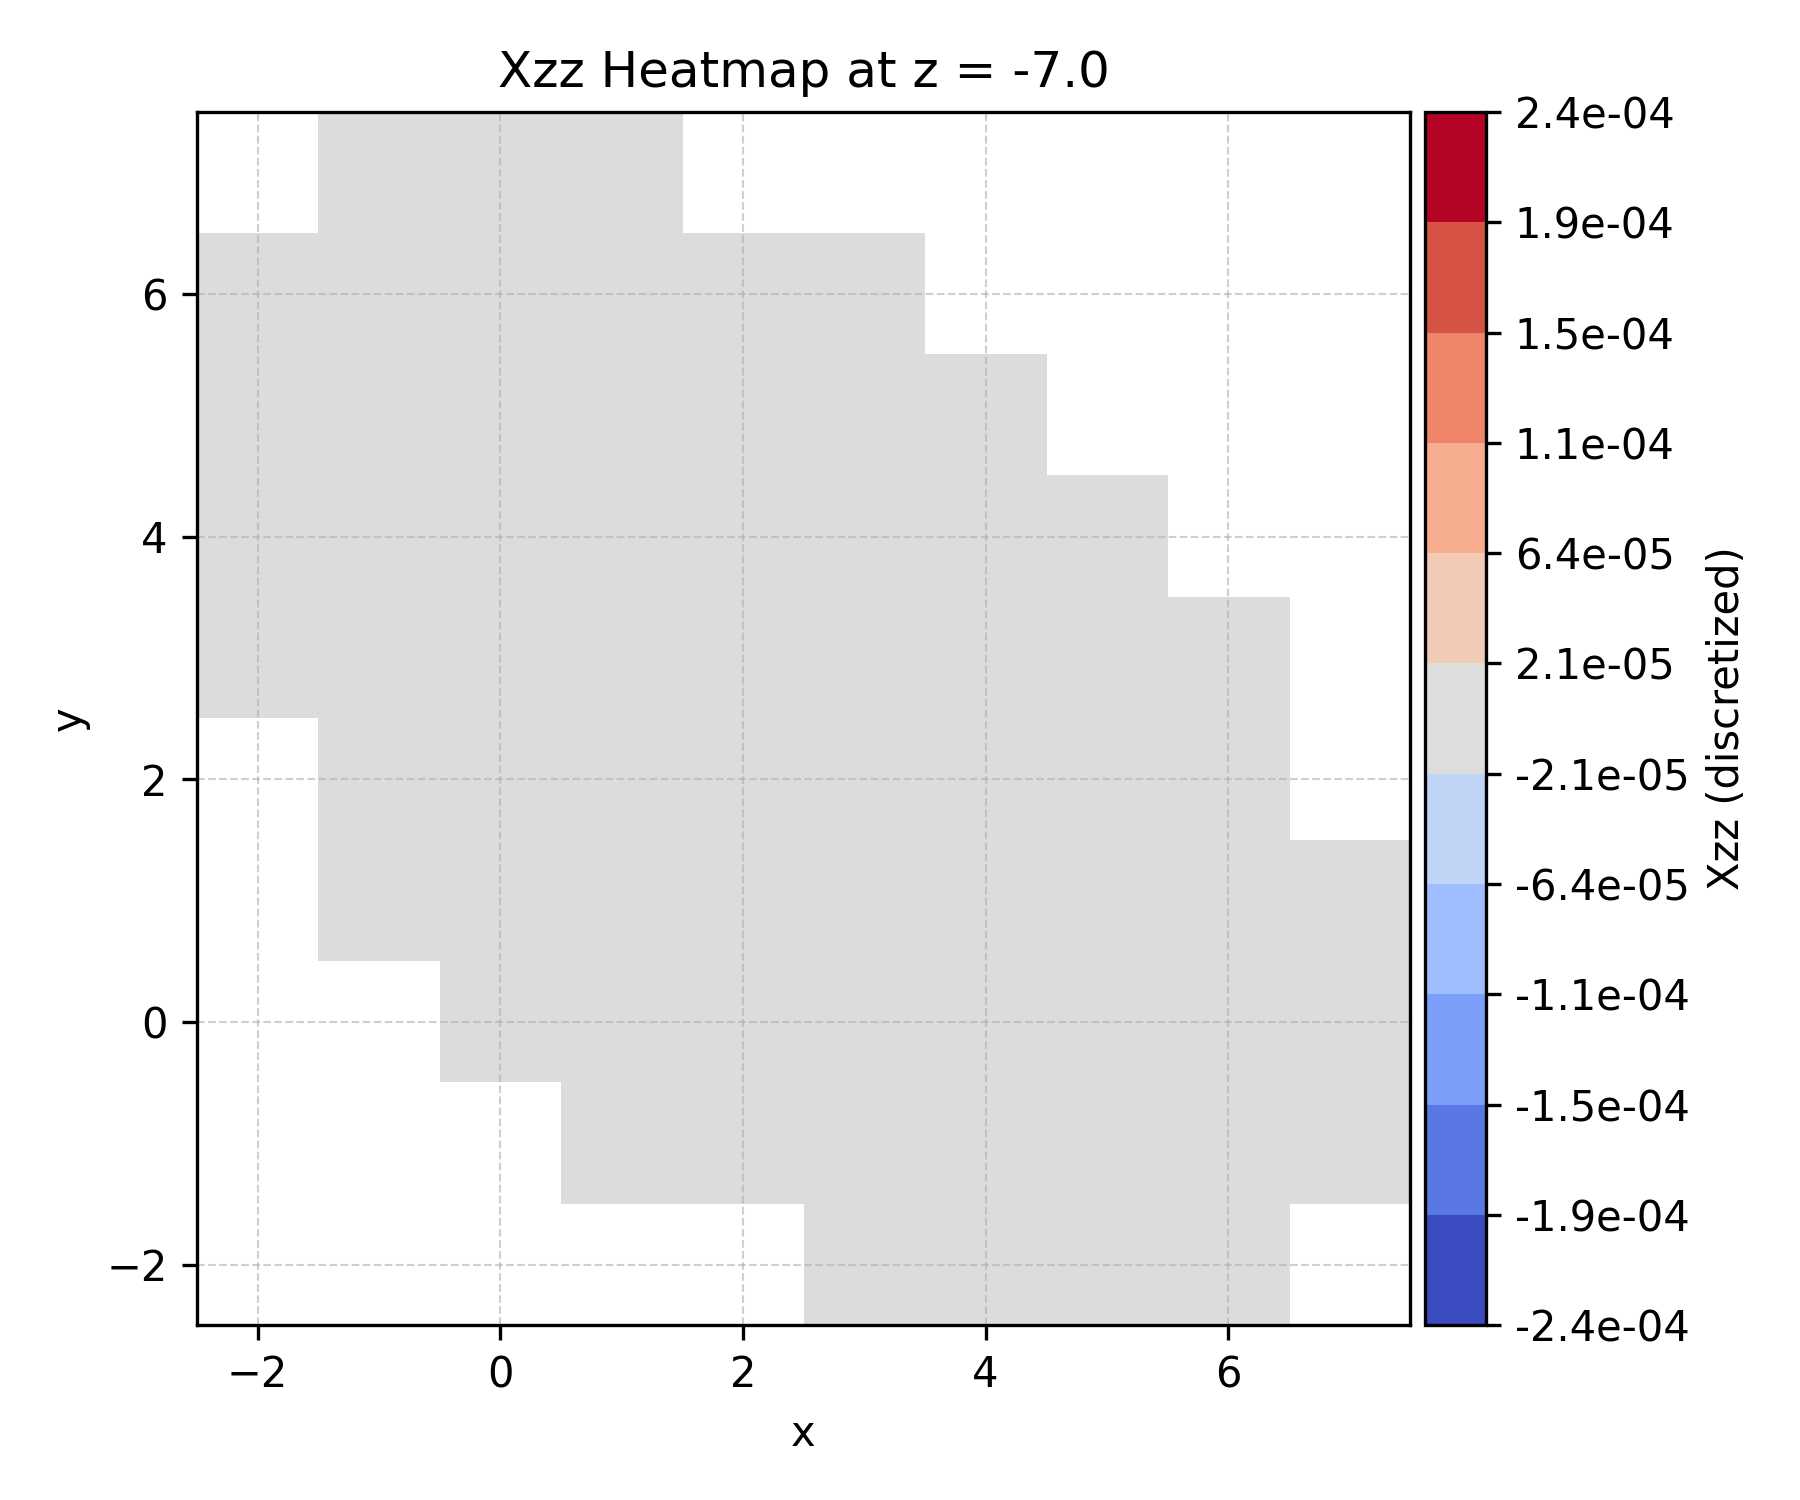 Xzz Heatmap at z = -7.0
6
4
2
0
−2
y
−2
0
2
4
6
x
2.4e-04
1.9e-04
1.5e-04
1.1e-04
6.4e-05
2.1e-05
-2.1e-05
-6.4e-05
-1.1e-04
-1.5e-04
-1.9e-04
-2.4e-04
Xzz (discretized)